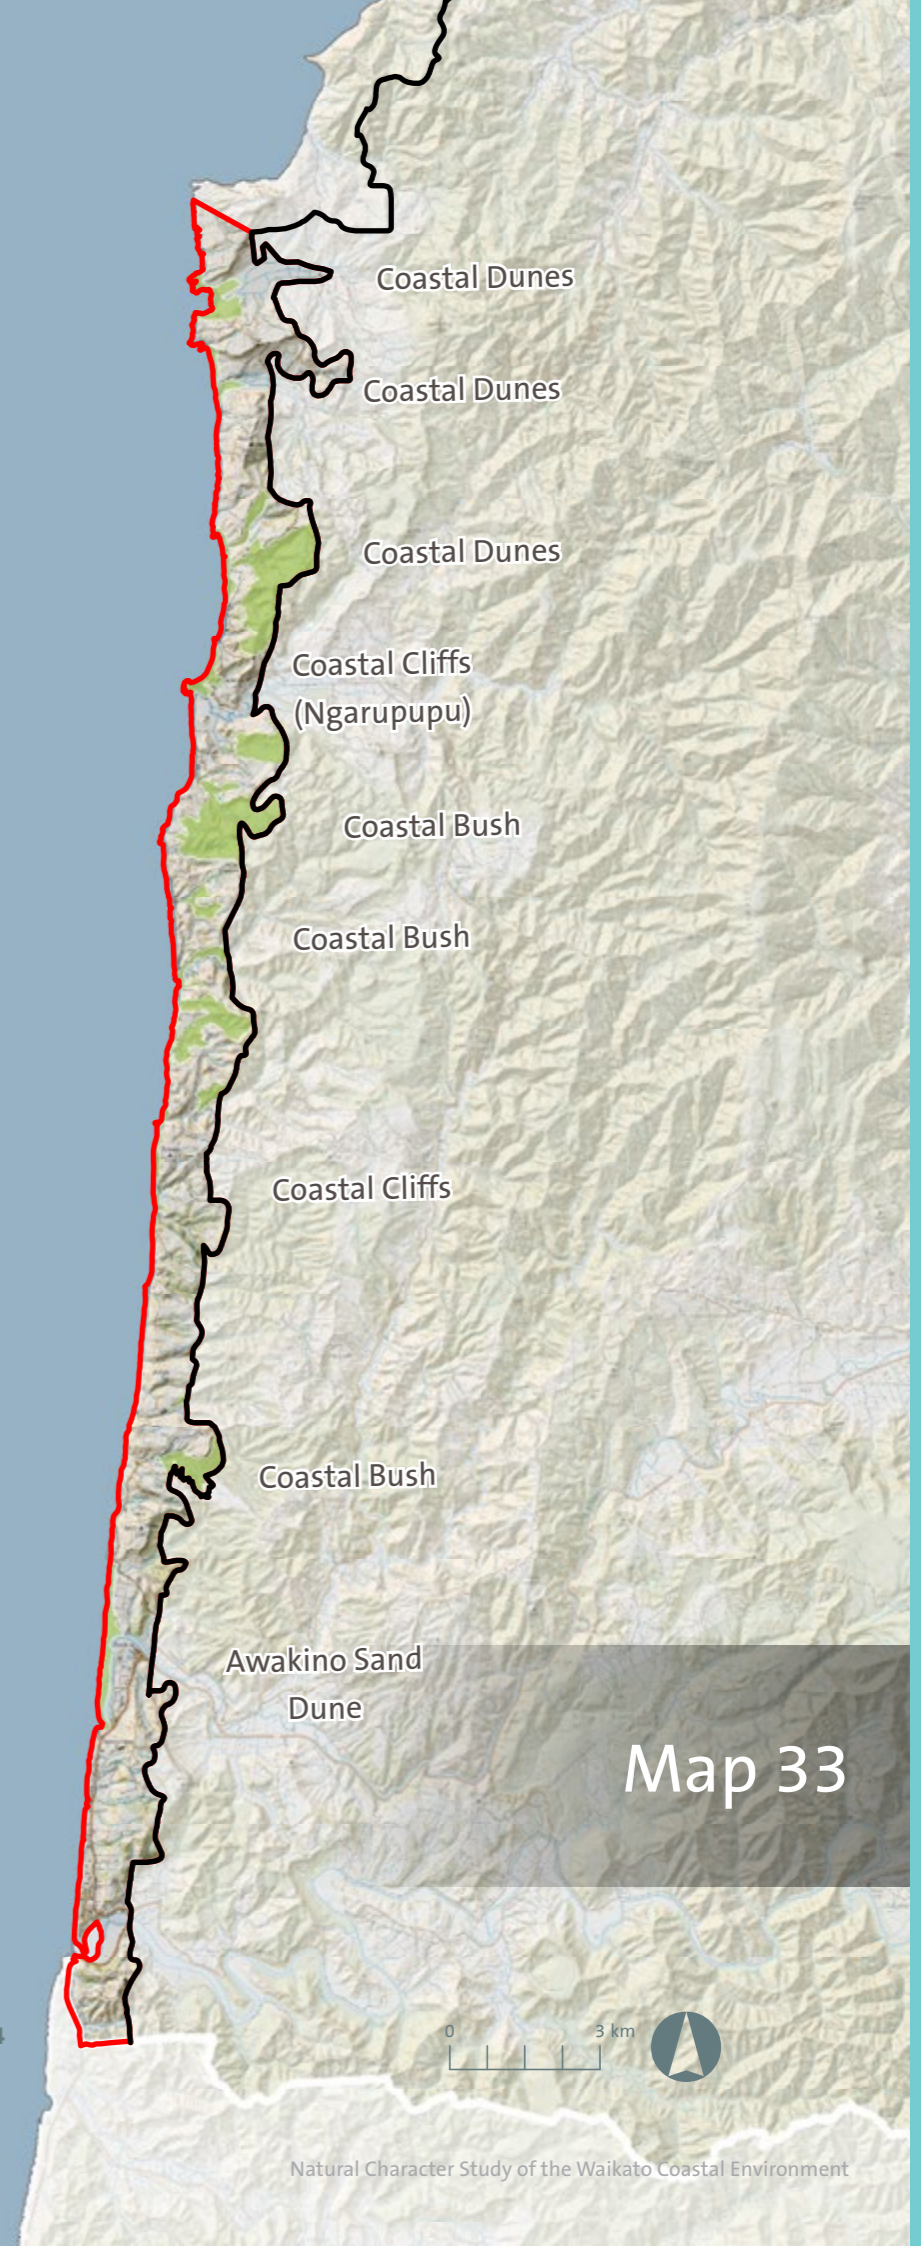 Coastal Dunes
Coastal Dunes
Coastal Dunes
Coastal Cliffs
(Ngarupupu)
Coastal Bush
Coastal Bush
Coastal Cliffs
Coastal Bush
Awakino Sand
Dune
Map 33
0 3 km
Natural Character Study of the Waikato Coastal Environment